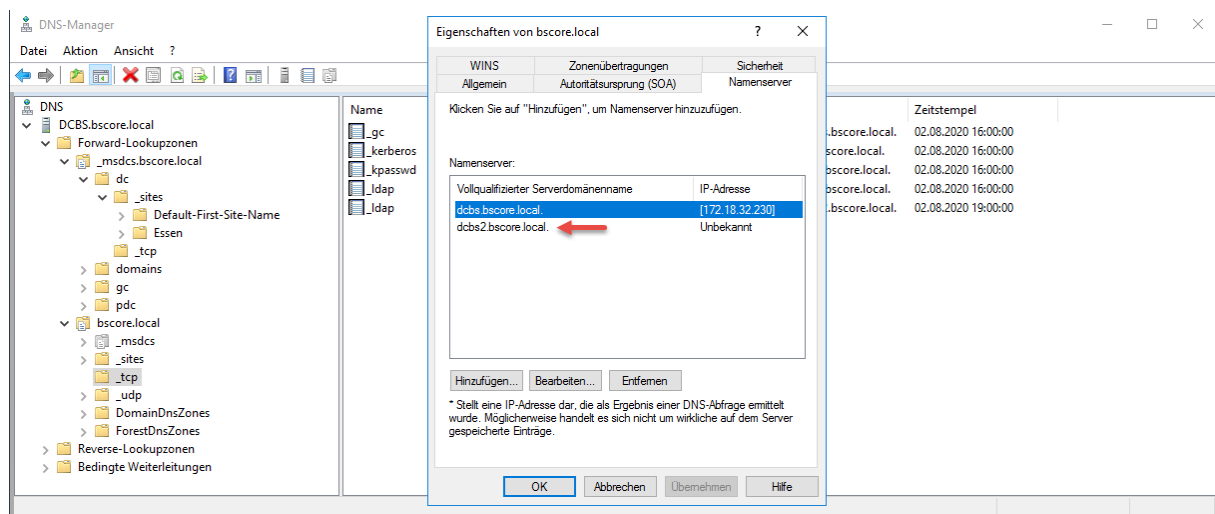 DNS-Manager
Datei Aktion Ansicht ?
DNS
DCBS.bscore.local
Forward-Lookupzonen
_msdcs.bscore.local
dc
_sites
Default-First-Site-Name
Essen
_tcp
domains
gc
pdc
bscore.local
_msdcs
_sites
_tcp
_udp
DomainDnsZones
ForestDnsZones
Reverse-Lookupzonen
Bedingte Weiterleitungen
Name
_gc
_kerberos
_kpasswd
_ldap
_ldap
Eigenschaften von bscore.local ? X
WINS Zonenübertragungen Sicherheit
Allgemein Autoritätsursprung (SOA) Namenserver
Klicken Sie auf "Hinzufügen", um Namenserver hinzuzufügen.
Namenserver:
Vollqualifizierter Serverdomänenname IP-Adresse
dcbs.bscore.local. [172.18.32.230]
dcbs2.bscore.local. Unbekannt
Hinzufügen... Bearbeiten... Entfernen
* Stellt eine IP-Adresse dar, die als Ergebnis einer DNS-Abfrage ermittelt
wurde. Möglicherweise handelt es sich nicht um wirkliche auf dem Server
gespeicherte Einträge.
OK Abbrechen Übernehmen Hilfe
Zeitstempel
.bscore.local. 02.08.2020 16:00:00
score.local. 02.08.2020 16:00:00
bscore.local. 02.08.2020 16:00:00
bscore.local. 02.08.2020 16:00:00
.bscore.local. 02.08.2020 19:00:00